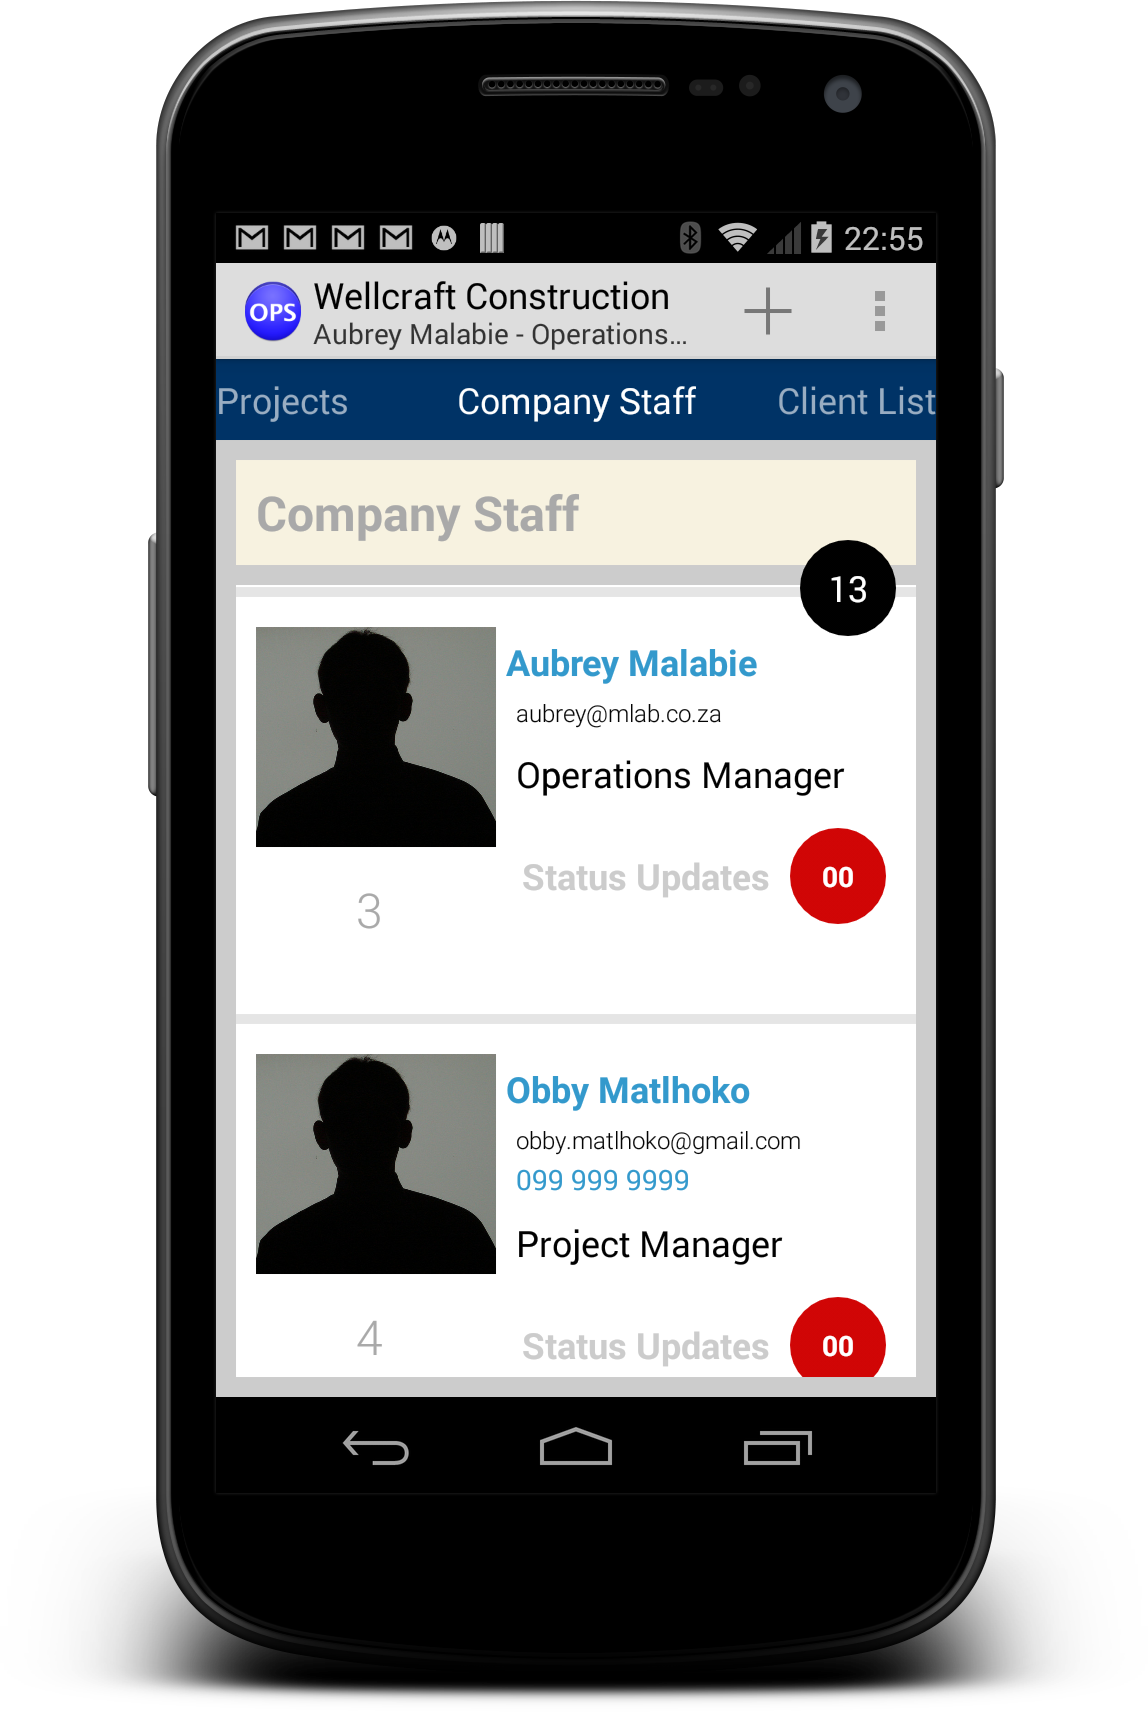 22:55
OPS
Wellcraft Construction
Aubrey Malabie - Operations...
Projects Company Staff Client List
Company Staff
13
Aubrey Malabie
aubrey@mlab.co.za
Operations Manager
Status Updates 00
3
Obby Matlhoko
obby.matlhoko@gmail.com
099 999 9999
Project Manager
4 Status Updates 00